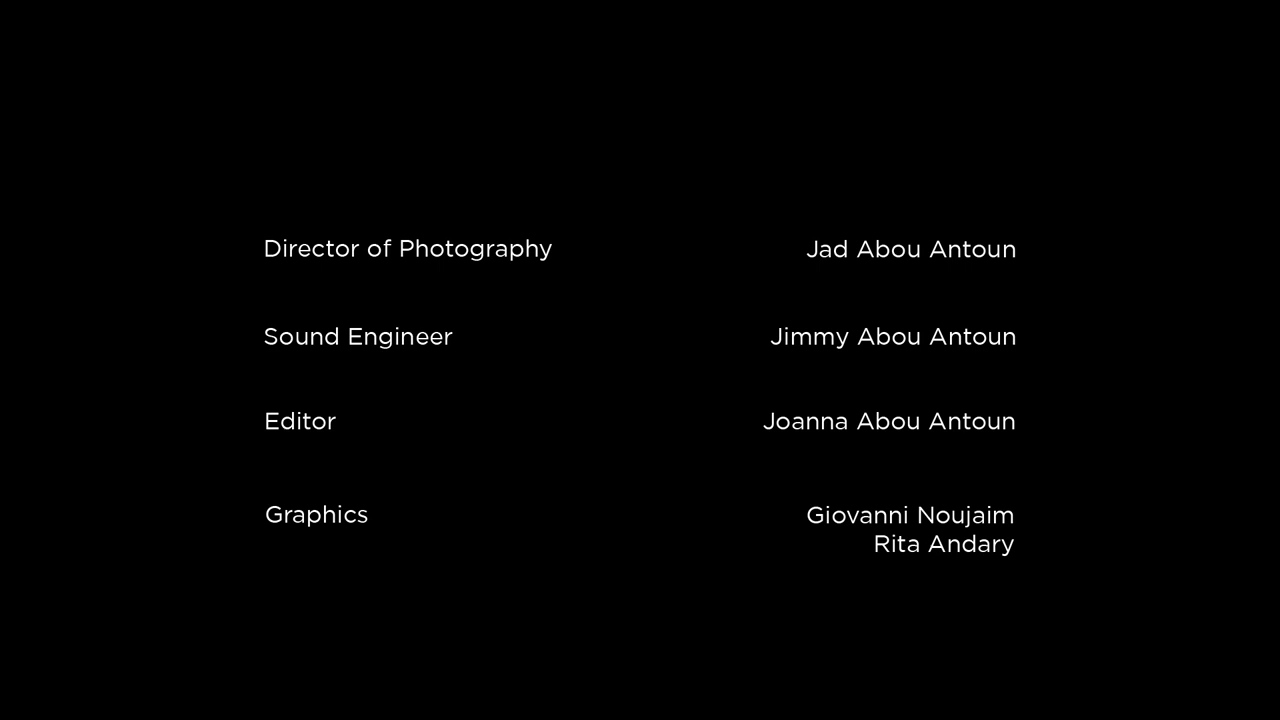 Director of Photography Jad Abou Antoun
Sound Engineer Jimmy Abou Antoun
Editor Joanna Abou Antoun
Graphics Giovanni Noujaim
Rita Andary